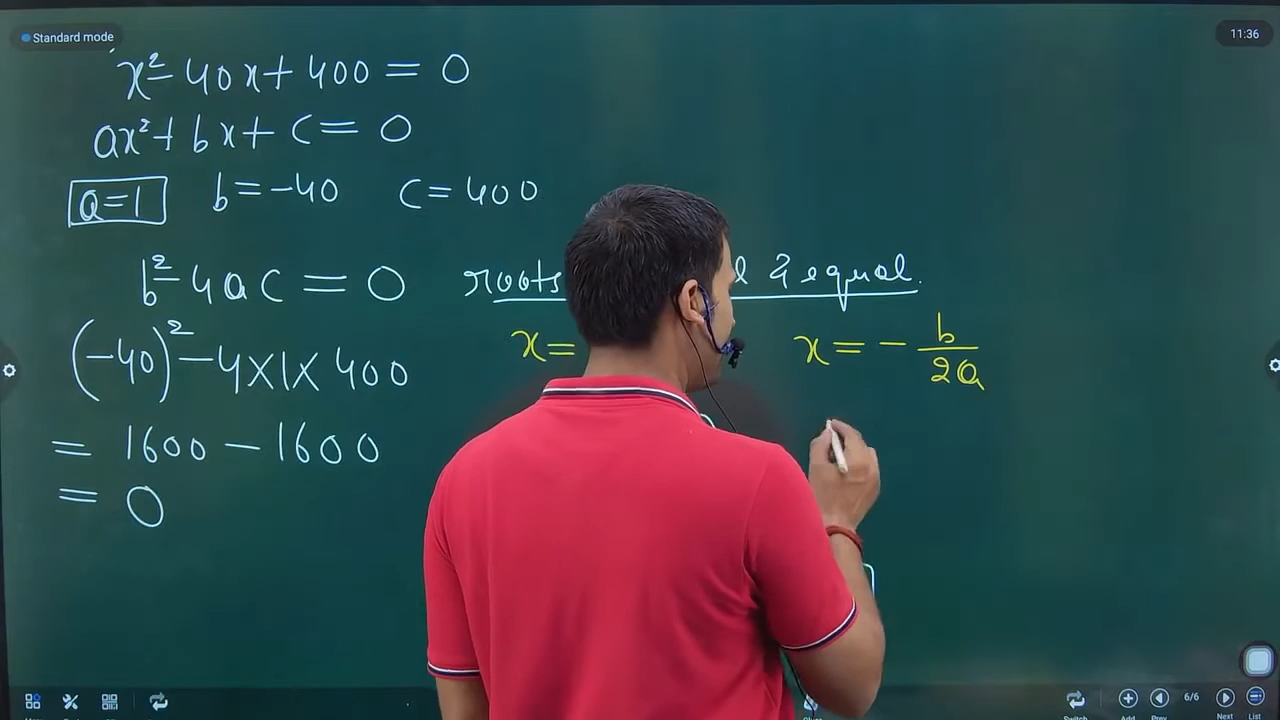 Standard mode
11:36
x² - 40x + 400 = 0
ax² + bx + c = 0
a=1 b = -40 c = 400
b² - 4ac = 0 roots & equal.
x= x = - b/2a
(-40)² - 4×1×400
= 1600 - 1600
= 0
Switch Add Prev 6/6 Next List